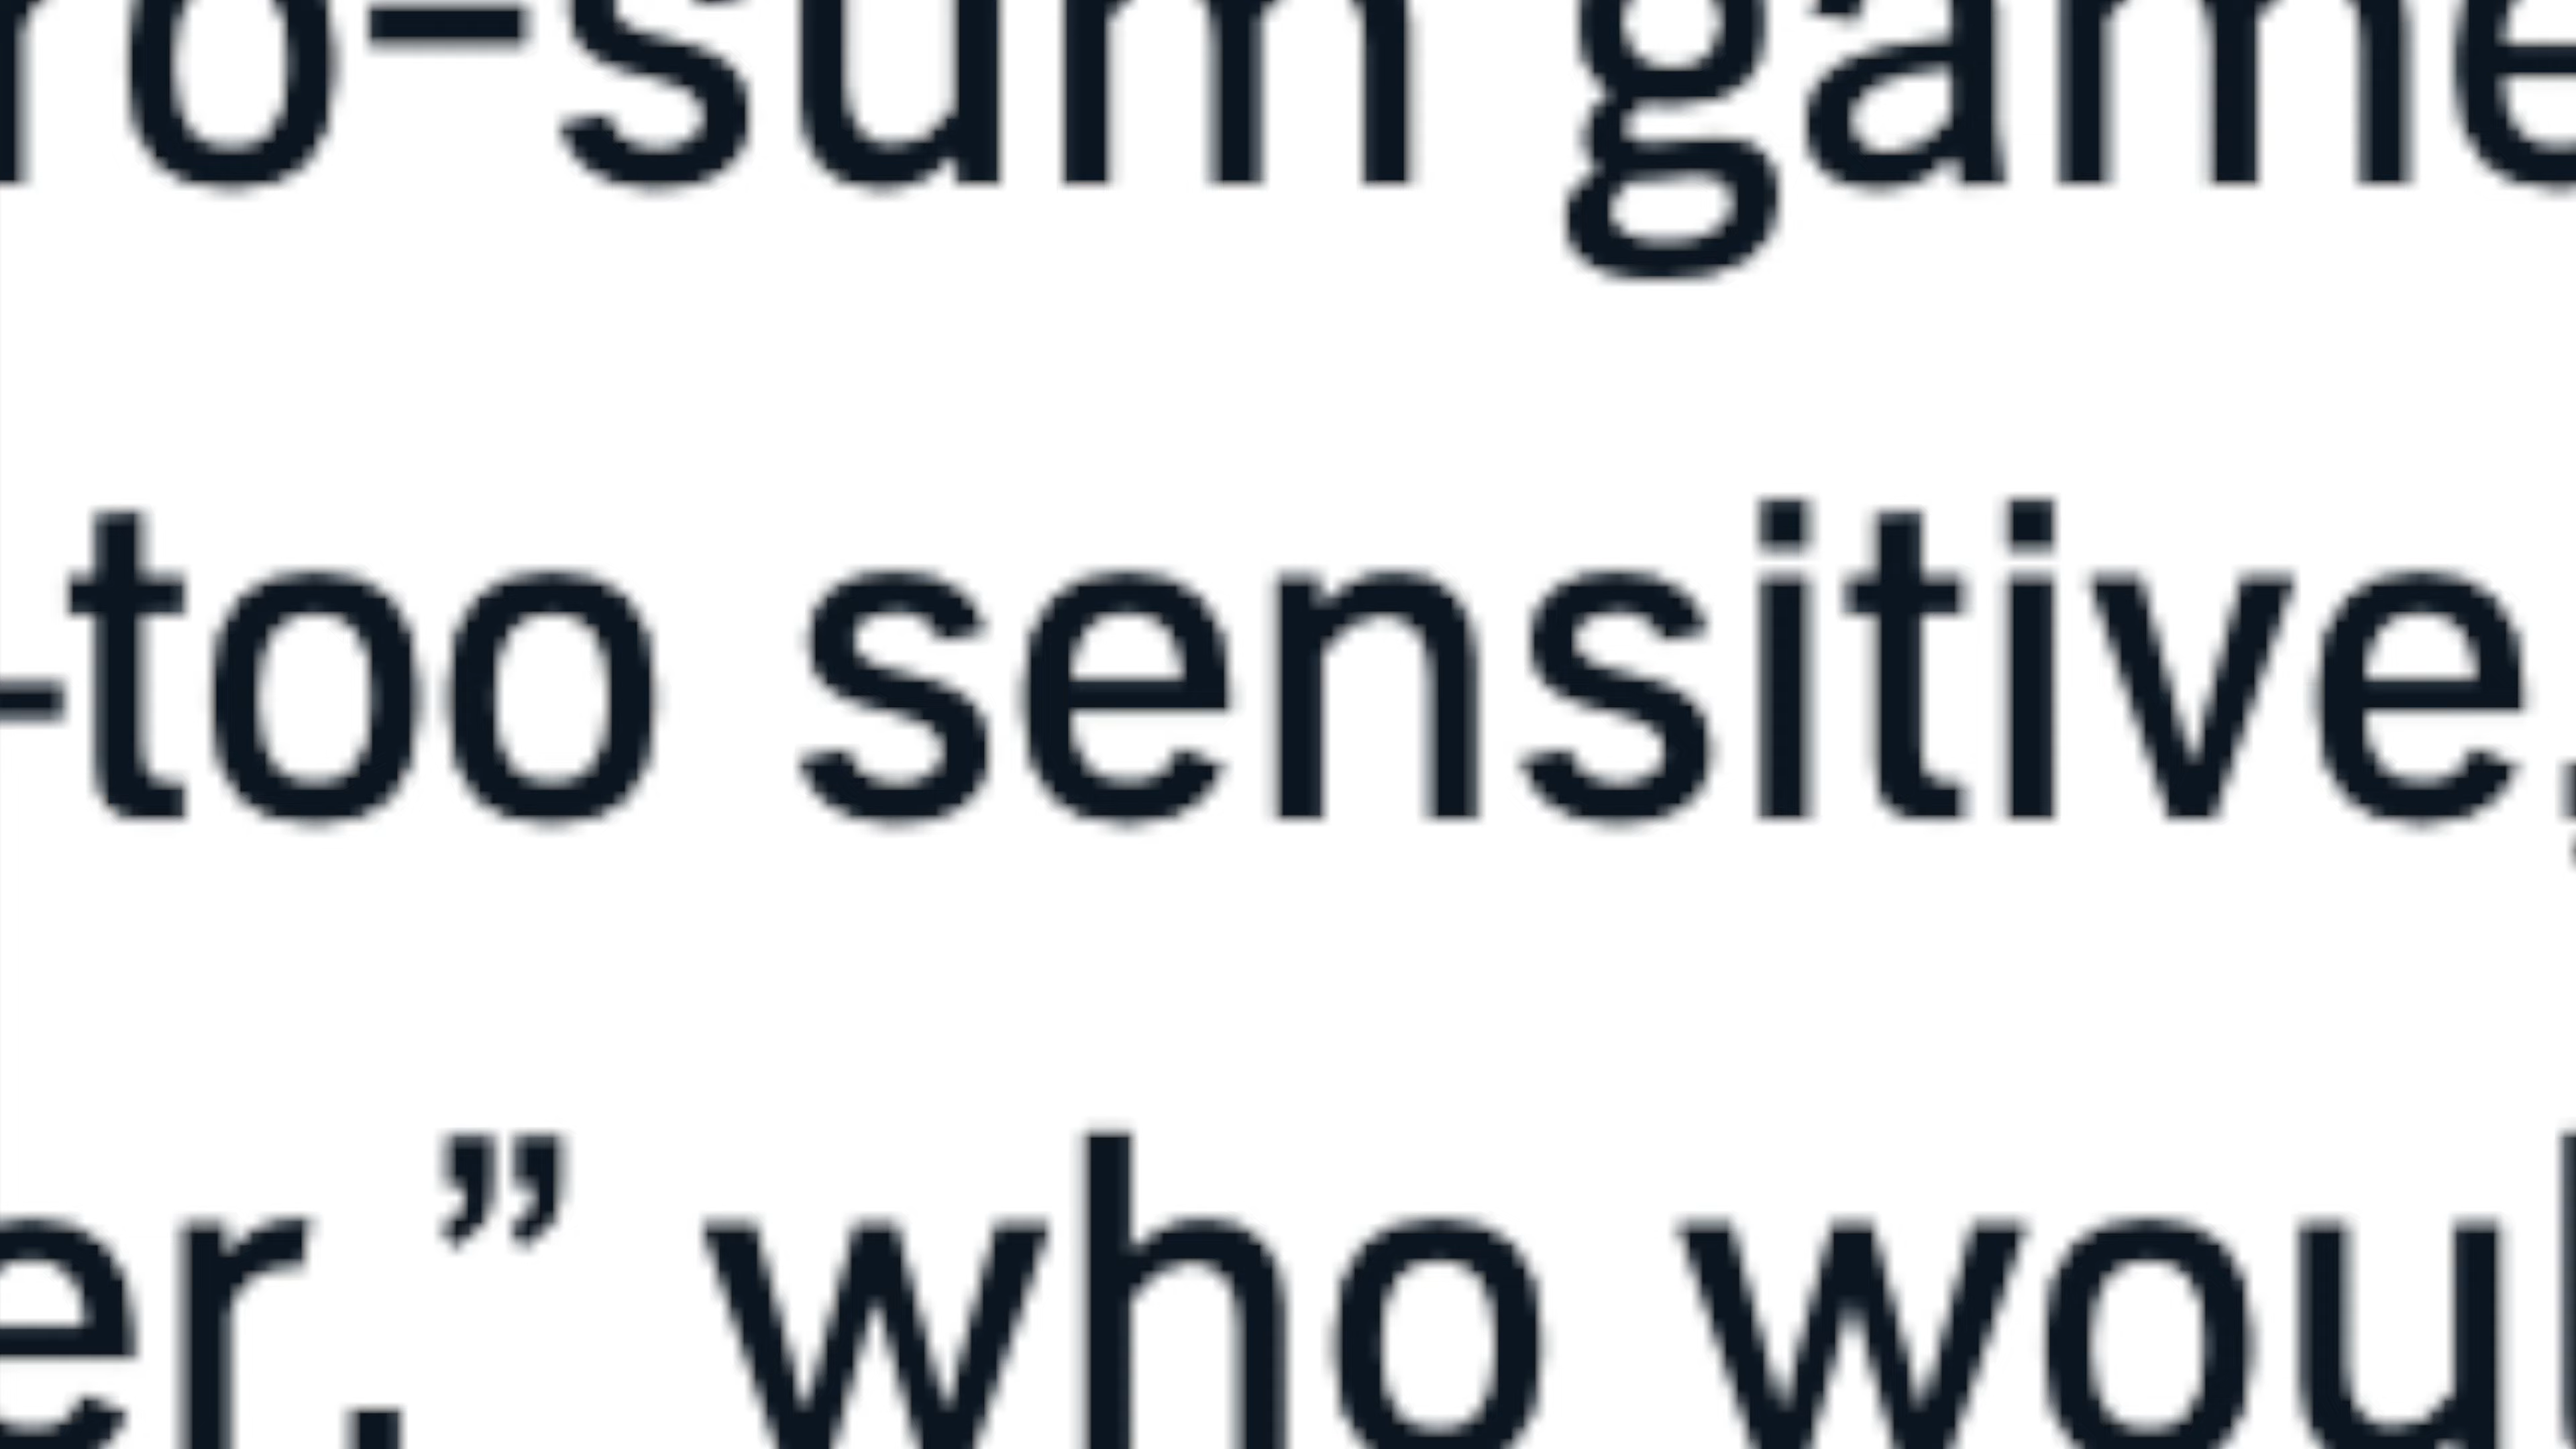 ro-sum game
-too sensitive,
er.” who woul